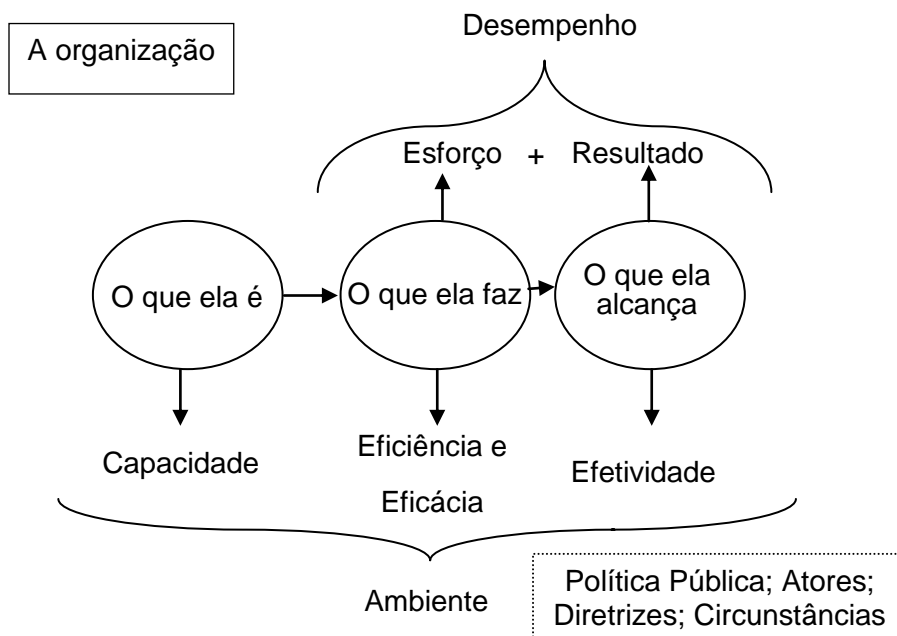 Desempenho
A organização
Esforço + Resultado
O que ela é
O que ela faz
O que ela
alcança
Capacidade
Eficiência e
Eficácia
Efetividade
Ambiente
Política Pública; Atores;
Diretrizes; Circunstâncias